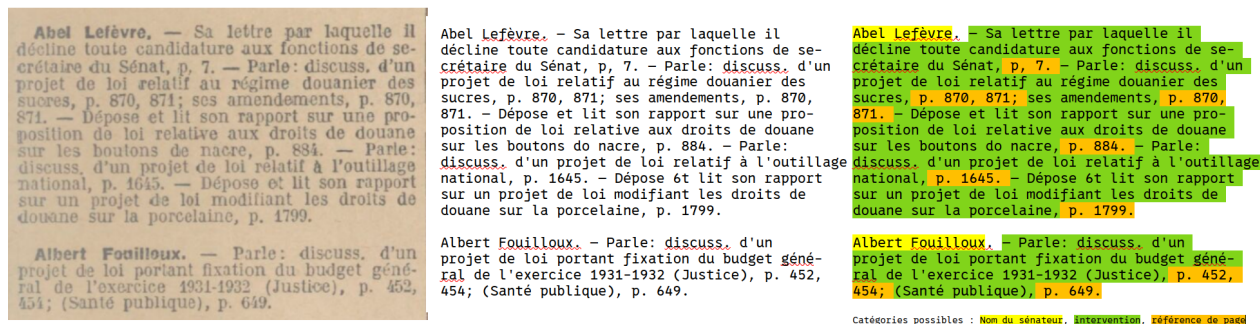 Abel Lefèvre. — Sa lettre par laquelle il
décline toute candidature aux fonctions de se-
crétaire du Sénat, p. 7. — Parle: discuss. d'un
projet de loi relatif au régime douanier des
sucres, p. 870, 871; ses amendements, p. 870,
871. — Dépose et lit son rapport sur une pro-
position de loi relative aux droits de douane
sur les boutons de nacre, p. 884. — Parle:
discuss. d'un projet de loi relatif à l'outillage
national, p. 1645. — Dépose et lit son rapport
sur un projet de loi modifiant les droits de
douane sur la porcelaine, p. 1799.
Albert Fouilloux. — Parle: discuss. d'un
projet de loi portant fixation du budget géné-
ral de l'exercice 1931-1932 (Justice), p. 452,
454; (Santé publique), p. 649.
Abel Lefèvre. – Sa lettre par laquelle il
décline toute candidature aux fonctions de se-
crétaire du Sénat, p, 7. – Parle: discuss. d'un
projet de loi relatif au régime douanier des
sucres, p. 870, 871; ses amendements, p. 870,
871. – Dépose et lit son rapport sur une pro-
position de loi relative aux droits de douane
sur les boutons do nacre, p. 884. – Parle:
discuss. d'un projet de loi relatif à l'outillage
national, p. 1645. – Dépose 6t lit son rapport
sur un projet de loi modifiant les droits de
douane sur la porcelaine, p. 1799.
Albert Fouilloux. – Parle: discuss. d'un
projet de loi portant fixation du budget géné-
ral de l'exercice 1931-1932 (Justice), p. 452,
454; (Santé publique), p. 649.
Abel Lefèvre. – Sa lettre par laquelle il
décline toute candidature aux fonctions de se-
crétaire du Sénat, p, 7. – Parle: discuss. d'un
projet de loi relatif au régime douanier des
sucres, p. 870, 871; ses amendements, p. 870,
871. – Dépose et lit son rapport sur une pro-
position de loi relative aux droits de douane
sur les boutons do nacre, p. 884. – Parle:
discuss. d'un projet de loi relatif à l'outillage
national, p. 1645. – Dépose 6t lit son rapport
sur un projet de loi modifiant les droits de
douane sur la porcelaine, p. 1799.
Albert Fouilloux. – Parle: discuss. d'un
projet de loi portant fixation du budget géné-
ral de l'exercice 1931-1932 (Justice), p. 452,
454; (Santé publique), p. 649.
Catégories possibles : Nom du sénateur, intervention, référence de page